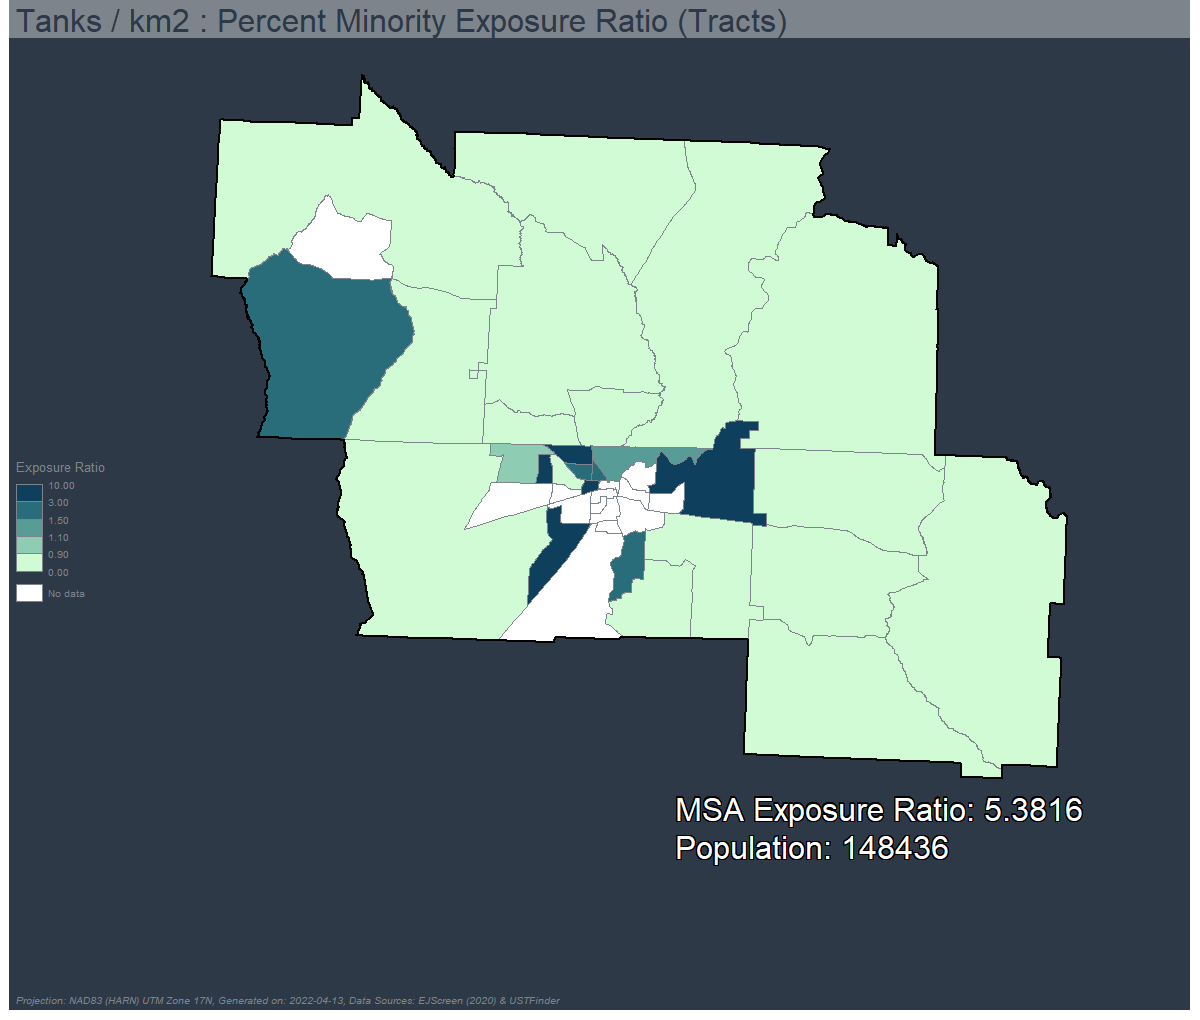 Tanks / km2 : Percent Minority Exposure Ratio (Tracts)
Exposure Ratio
10.00
3.00
1.50
1.10
0.90
0.00
No data
MSA Exposure Ratio: 5.3816
Population: 148436
Projection: NAD83 (HARN) UTM Zone 17N, Generated on: 2022-04-13, Data Sources: EJScreen (2020) & USTFinder